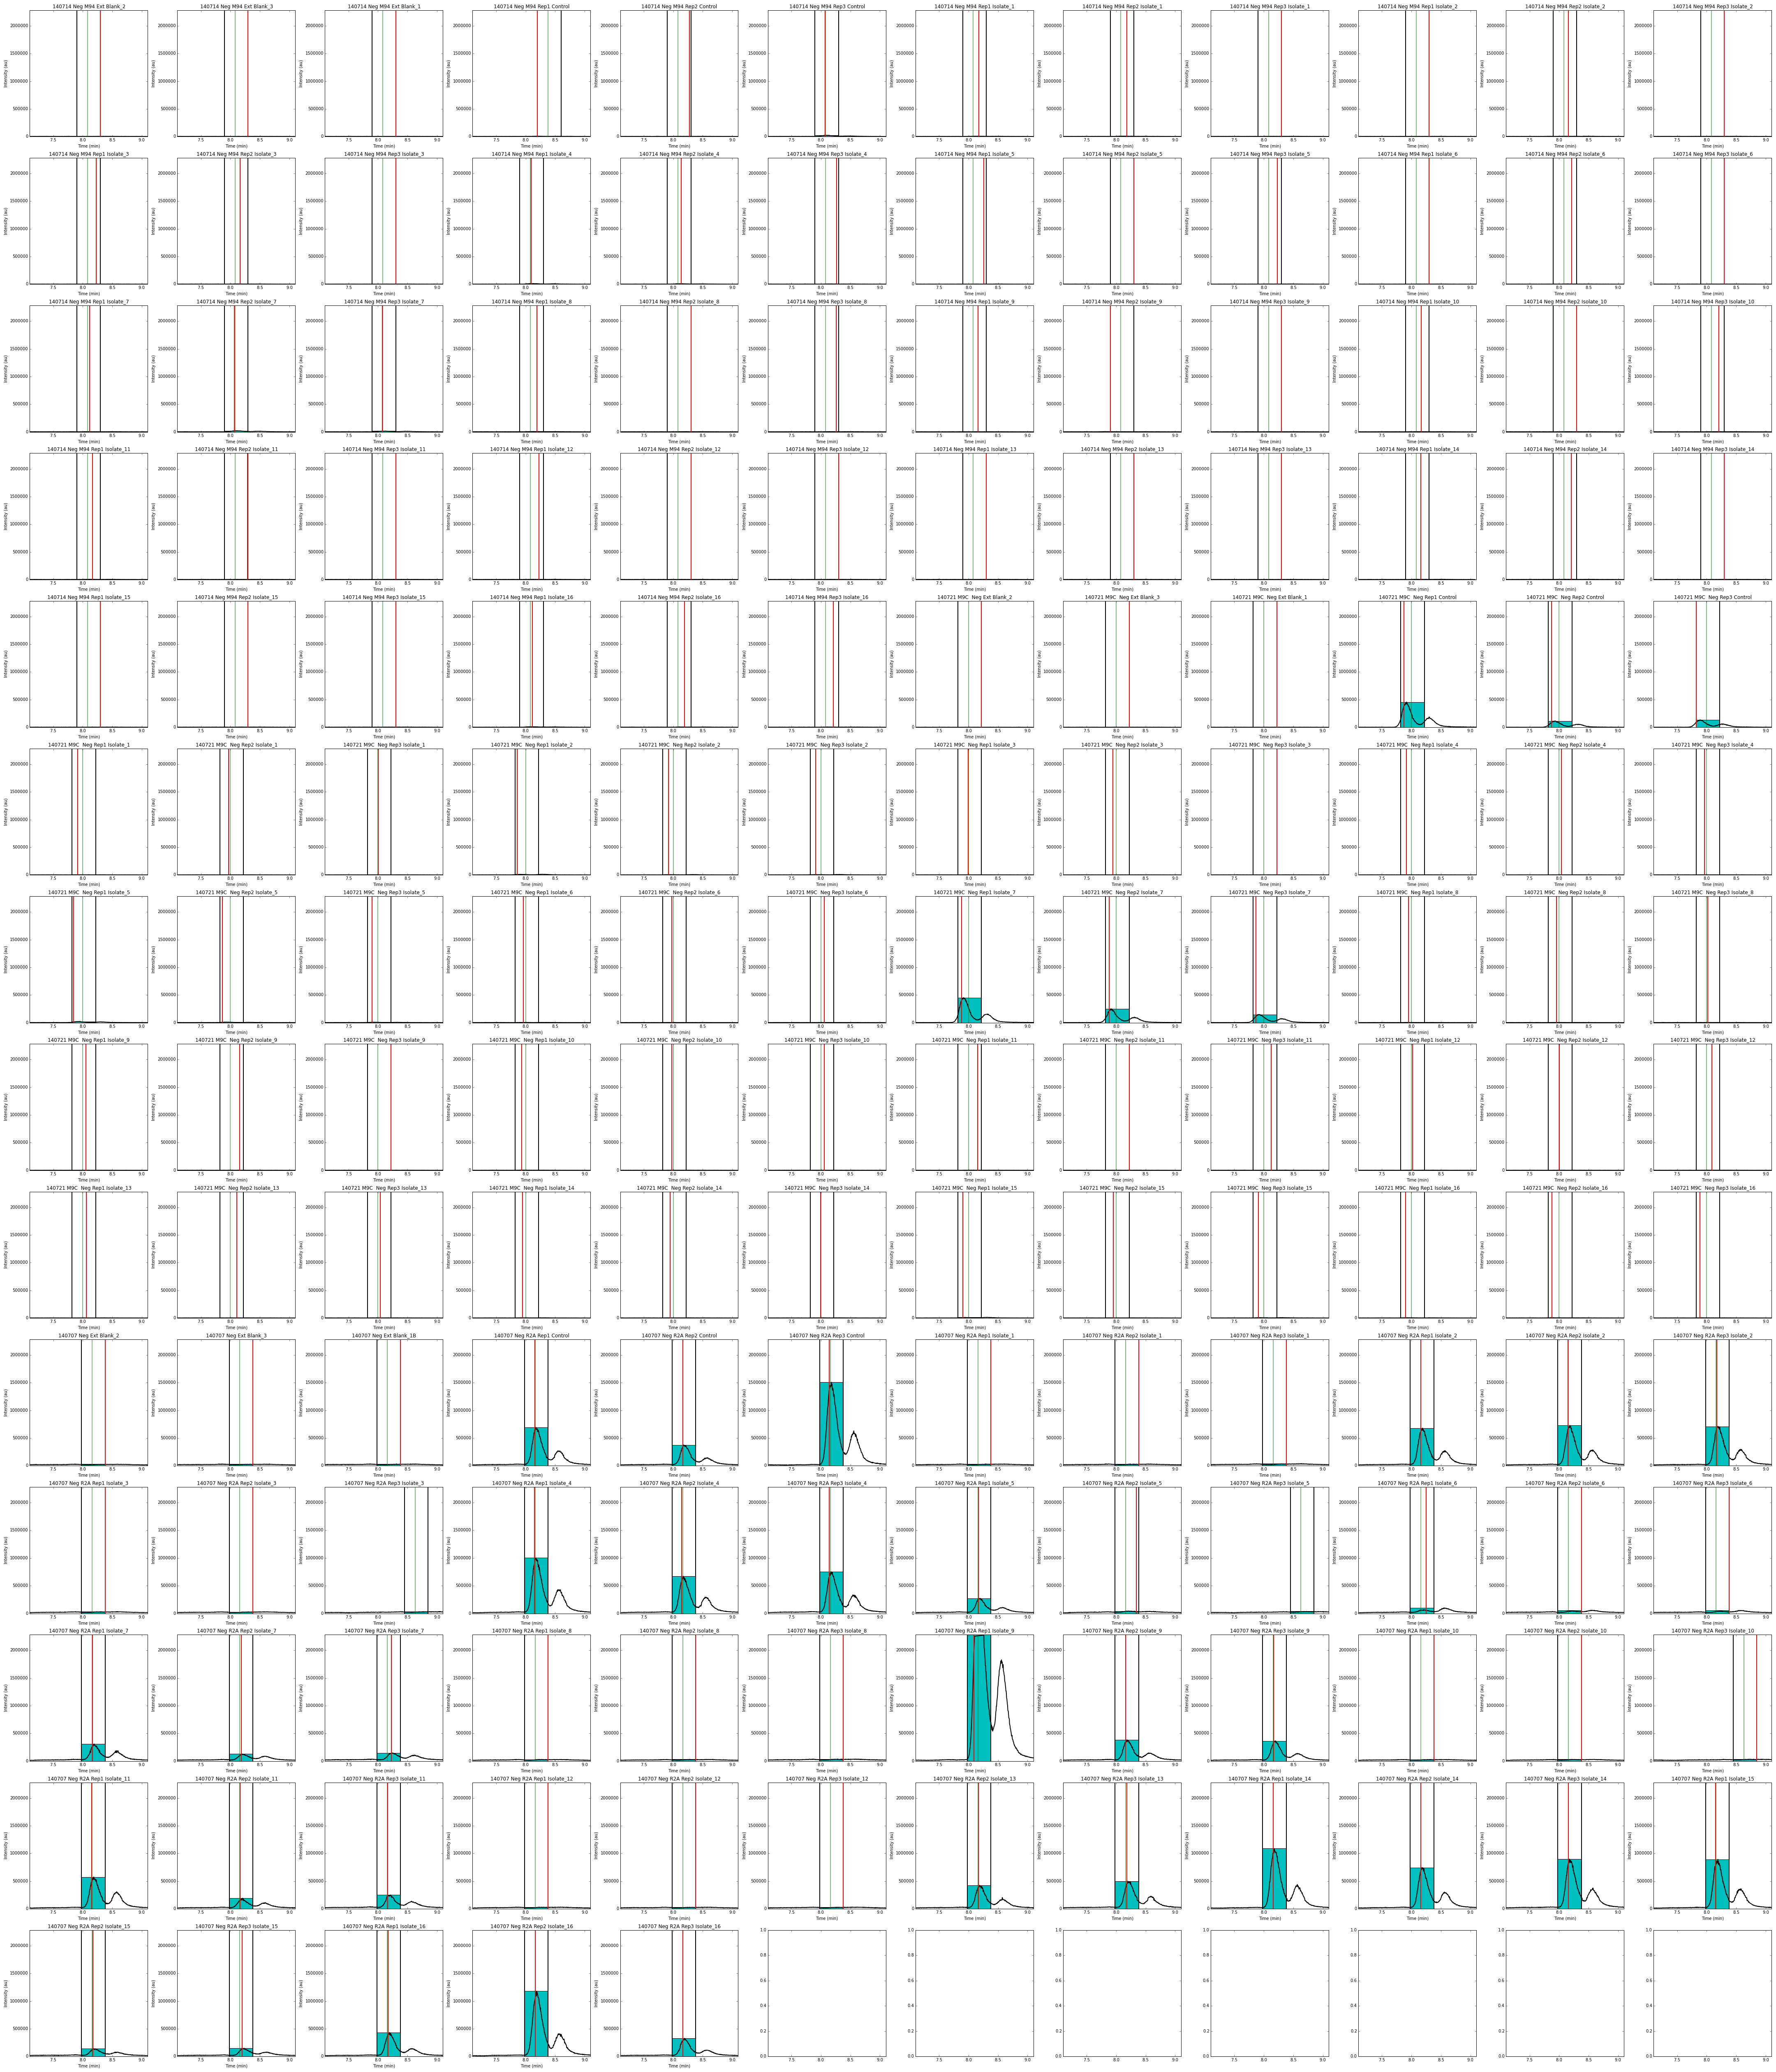 140714 Neg M94 Ext Blank_2
140714 Neg M94 Ext Blank_3
140714 Neg M94 Ext Blank_1
140714 Neg M94 Rep1 Control
140714 Neg M94 Rep2 Control
140714 Neg M94 Rep3 Control
140714 Neg M94 Rep1 Isolate_1
140714 Neg M94 Rep2 Isolate_1
140714 Neg M94 Rep3 Isolate_1
140714 Neg M94 Rep1 Isolate_2
140714 Neg M94 Rep2 Isolate_2
140714 Neg M94 Rep3 Isolate_2
Intensity (au)
2000000
1500000
1000000
500000
0
7.5 8.0 8.5 9.0
Time (min)
140714 Neg M94 Rep1 Isolate_3
140714 Neg M94 Rep2 Isolate_3
140714 Neg M94 Rep3 Isolate_3
140714 Neg M94 Rep1 Isolate_4
140714 Neg M94 Rep2 Isolate_4
140714 Neg M94 Rep3 Isolate_4
140714 Neg M94 Rep1 Isolate_5
140714 Neg M94 Rep2 Isolate_5
140714 Neg M94 Rep3 Isolate_5
140714 Neg M94 Rep1 Isolate_6
140714 Neg M94 Rep2 Isolate_6
140714 Neg M94 Rep3 Isolate_6
140714 Neg M94 Rep1 Isolate_7
140714 Neg M94 Rep2 Isolate_7
140714 Neg M94 Rep3 Isolate_7
140714 Neg M94 Rep1 Isolate_8
140714 Neg M94 Rep2 Isolate_8
140714 Neg M94 Rep3 Isolate_8
140714 Neg M94 Rep1 Isolate_9
140714 Neg M94 Rep2 Isolate_9
140714 Neg M94 Rep3 Isolate_9
140714 Neg M94 Rep1 Isolate_10
140714 Neg M94 Rep2 Isolate_10
140714 Neg M94 Rep3 Isolate_10
140714 Neg M94 Rep1 Isolate_11
140714 Neg M94 Rep2 Isolate_11
140714 Neg M94 Rep3 Isolate_11
140714 Neg M94 Rep1 Isolate_12
140714 Neg M94 Rep2 Isolate_12
140714 Neg M94 Rep3 Isolate_12
140714 Neg M94 Rep1 Isolate_13
140714 Neg M94 Rep2 Isolate_13
140714 Neg M94 Rep3 Isolate_13
140714 Neg M94 Rep1 Isolate_14
140714 Neg M94 Rep2 Isolate_14
140714 Neg M94 Rep3 Isolate_14
140714 Neg M94 Rep1 Isolate_15
140714 Neg M94 Rep2 Isolate_15
140714 Neg M94 Rep3 Isolate_15
140714 Neg M94 Rep1 Isolate_16
140714 Neg M94 Rep2 Isolate_16
140714 Neg M94 Rep3 Isolate_16
140721 M9C Neg Ext Blank_2
140721 M9C Neg Ext Blank_3
140721 M9C Neg Ext Blank_1
140721 M9C Neg Rep1 Control
140721 M9C Neg Rep2 Control
140721 M9C Neg Rep3 Control
140721 M9C Neg Rep1 Isolate_1
140721 M9C Neg Rep2 Isolate_1
140721 M9C Neg Rep3 Isolate_1
140721 M9C Neg Rep1 Isolate_2
140721 M9C Neg Rep2 Isolate_2
140721 M9C Neg Rep3 Isolate_2
140721 M9C Neg Rep1 Isolate_3
140721 M9C Neg Rep2 Isolate_3
140721 M9C Neg Rep3 Isolate_3
140721 M9C Neg Rep1 Isolate_4
140721 M9C Neg Rep2 Isolate_4
140721 M9C Neg Rep3 Isolate_4
140721 M9C Neg Rep1 Isolate_5
140721 M9C Neg Rep2 Isolate_5
140721 M9C Neg Rep3 Isolate_5
140721 M9C Neg Rep1 Isolate_6
140721 M9C Neg Rep2 Isolate_6
140721 M9C Neg Rep3 Isolate_6
140721 M9C Neg Rep1 Isolate_7
140721 M9C Neg Rep2 Isolate_7
140721 M9C Neg Rep3 Isolate_7
140721 M9C Neg Rep1 Isolate_8
140721 M9C Neg Rep2 Isolate_8
140721 M9C Neg Rep3 Isolate_8
140721 M9C Neg Rep1 Isolate_9
140721 M9C Neg Rep2 Isolate_9
140721 M9C Neg Rep3 Isolate_9
140721 M9C Neg Rep1 Isolate_10
140721 M9C Neg Rep2 Isolate_10
140721 M9C Neg Rep3 Isolate_10
140721 M9C Neg Rep1 Isolate_11
140721 M9C Neg Rep2 Isolate_11
140721 M9C Neg Rep3 Isolate_11
140721 M9C Neg Rep1 Isolate_12
140721 M9C Neg Rep2 Isolate_12
140721 M9C Neg Rep3 Isolate_12
140721 M9C Neg Rep1 Isolate_13
140721 M9C Neg Rep2 Isolate_13
140721 M9C Neg Rep3 Isolate_13
140721 M9C Neg Rep1 Isolate_14
140721 M9C Neg Rep2 Isolate_14
140721 M9C Neg Rep3 Isolate_14
140721 M9C Neg Rep1 Isolate_15
140721 M9C Neg Rep2 Isolate_15
140721 M9C Neg Rep3 Isolate_15
140721 M9C Neg Rep1 Isolate_16
140721 M9C Neg Rep2 Isolate_16
140721 M9C Neg Rep3 Isolate_16
140707 Neg Ext Blank_2
140707 Neg Ext Blank_3
140707 Neg Ext Blank_1B
140707 Neg R2A Rep1 Control
140707 Neg R2A Rep2 Control
140707 Neg R2A Rep3 Control
140707 Neg R2A Rep1 Isolate_1
140707 Neg R2A Rep2 Isolate_1
140707 Neg R2A Rep3 Isolate_1
140707 Neg R2A Rep1 Isolate_2
140707 Neg R2A Rep2 Isolate_2
140707 Neg R2A Rep3 Isolate_2
140707 Neg R2A Rep1 Isolate_3
140707 Neg R2A Rep2 Isolate_3
140707 Neg R2A Rep3 Isolate_3
140707 Neg R2A Rep1 Isolate_4
140707 Neg R2A Rep2 Isolate_4
140707 Neg R2A Rep3 Isolate_4
140707 Neg R2A Rep1 Isolate_5
140707 Neg R2A Rep2 Isolate_5
140707 Neg R2A Rep3 Isolate_5
140707 Neg R2A Rep1 Isolate_6
140707 Neg R2A Rep2 Isolate_6
140707 Neg R2A Rep3 Isolate_6
140707 Neg R2A Rep1 Isolate_7
140707 Neg R2A Rep2 Isolate_7
140707 Neg R2A Rep3 Isolate_7
140707 Neg R2A Rep1 Isolate_8
140707 Neg R2A Rep2 Isolate_8
140707 Neg R2A Rep3 Isolate_8
140707 Neg R2A Rep1 Isolate_9
140707 Neg R2A Rep2 Isolate_9
140707 Neg R2A Rep3 Isolate_9
140707 Neg R2A Rep1 Isolate_10
140707 Neg R2A Rep2 Isolate_10
140707 Neg R2A Rep3 Isolate_10
140707 Neg R2A Rep1 Isolate_11
140707 Neg R2A Rep2 Isolate_11
140707 Neg R2A Rep3 Isolate_11
140707 Neg R2A Rep1 Isolate_12
140707 Neg R2A Rep2 Isolate_12
140707 Neg R2A Rep3 Isolate_12
140707 Neg R2A Rep2 Isolate_13
140707 Neg R2A Rep3 Isolate_13
140707 Neg R2A Rep1 Isolate_14
140707 Neg R2A Rep2 Isolate_14
140707 Neg R2A Rep3 Isolate_14
140707 Neg R2A Rep1 Isolate_15
140707 Neg R2A Rep2 Isolate_15
140707 Neg R2A Rep3 Isolate_15
140707 Neg R2A Rep1 Isolate_16
140707 Neg R2A Rep2 Isolate_16
140707 Neg R2A Rep3 Isolate_16
1.0
0.8
0.6
0.4
0.2
0.0